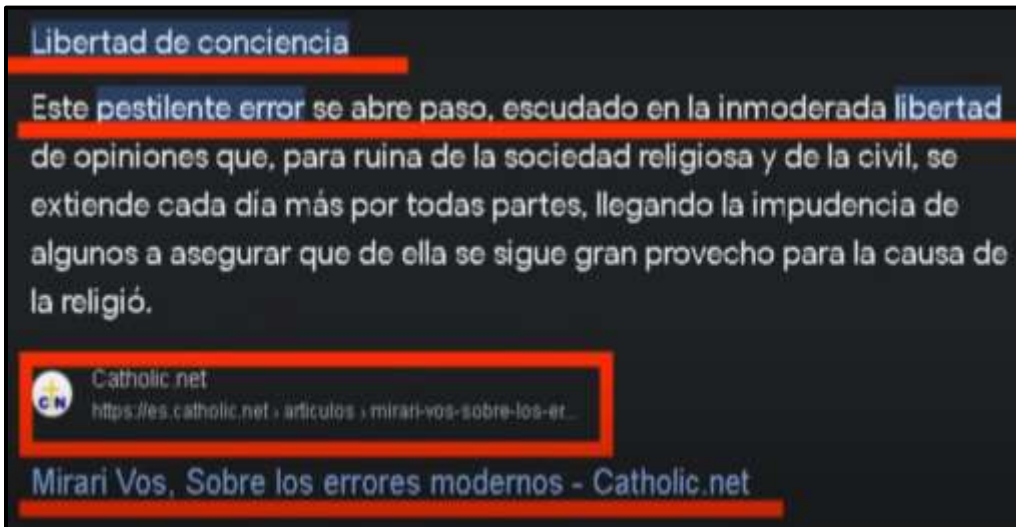 Libertad de conciencia
Este pestilente error se abre paso, escudado en la inmoderada libertad
de opiniones que, para ruina de la sociedad religiosa y de la civil, se
extiende cada día más por todas partes, llegando la impudencia de
algunos a asegurar que de ella se sigue gran provecho para la causa de
la religió.
Catholic.net
https://es.catholic.net › articulos › mirari-vos-sobre-los-er...
Mirari Vos, Sobre los errores modernos - Catholic.net